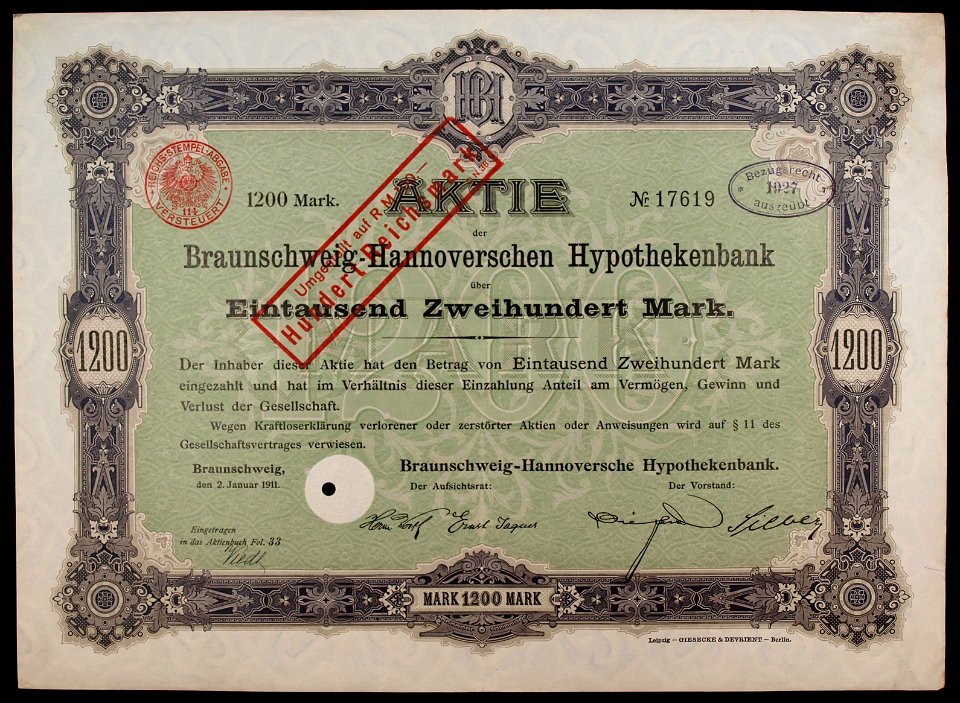 BHH
REICHS-STEMPEL-ABGABE
114
VERSTEUERT
1200 Mark.
AKTIE
№ 17619
Bezugsrecht
1927
ausgeübt
der
Braunschweig-Hannoverschen Hypothekenbank
über
Eintausend Zweihundert Mark.
Umgestellt auf R.M. 100.—
Hundert Reichsmark
1200
1200
Der Inhaber dieser Aktie hat den Betrag von Eintausend Zweihundert Mark
eingezahlt und hat im Verhältnis dieser Einzahlung Anteil am Vermögen, Gewinn und
Verlust der Gesellschaft.
Wegen Kraftloserklärung verlorener oder zerstörter Aktien oder Anweisungen wird auf § 11 des
Gesellschaftsvertrages verwiesen.
Braunschweig,
den 2. Januar 1911.
Braunschweig-Hannoversche Hypothekenbank.
Der Aufsichtsrat:
Der Vorstand:
Silber
Eingetragen
in das Aktienbuch Fol. 33
MARK 1200 MARK
Leipzig — GIESECKE & DEVRIENT — Berlin.